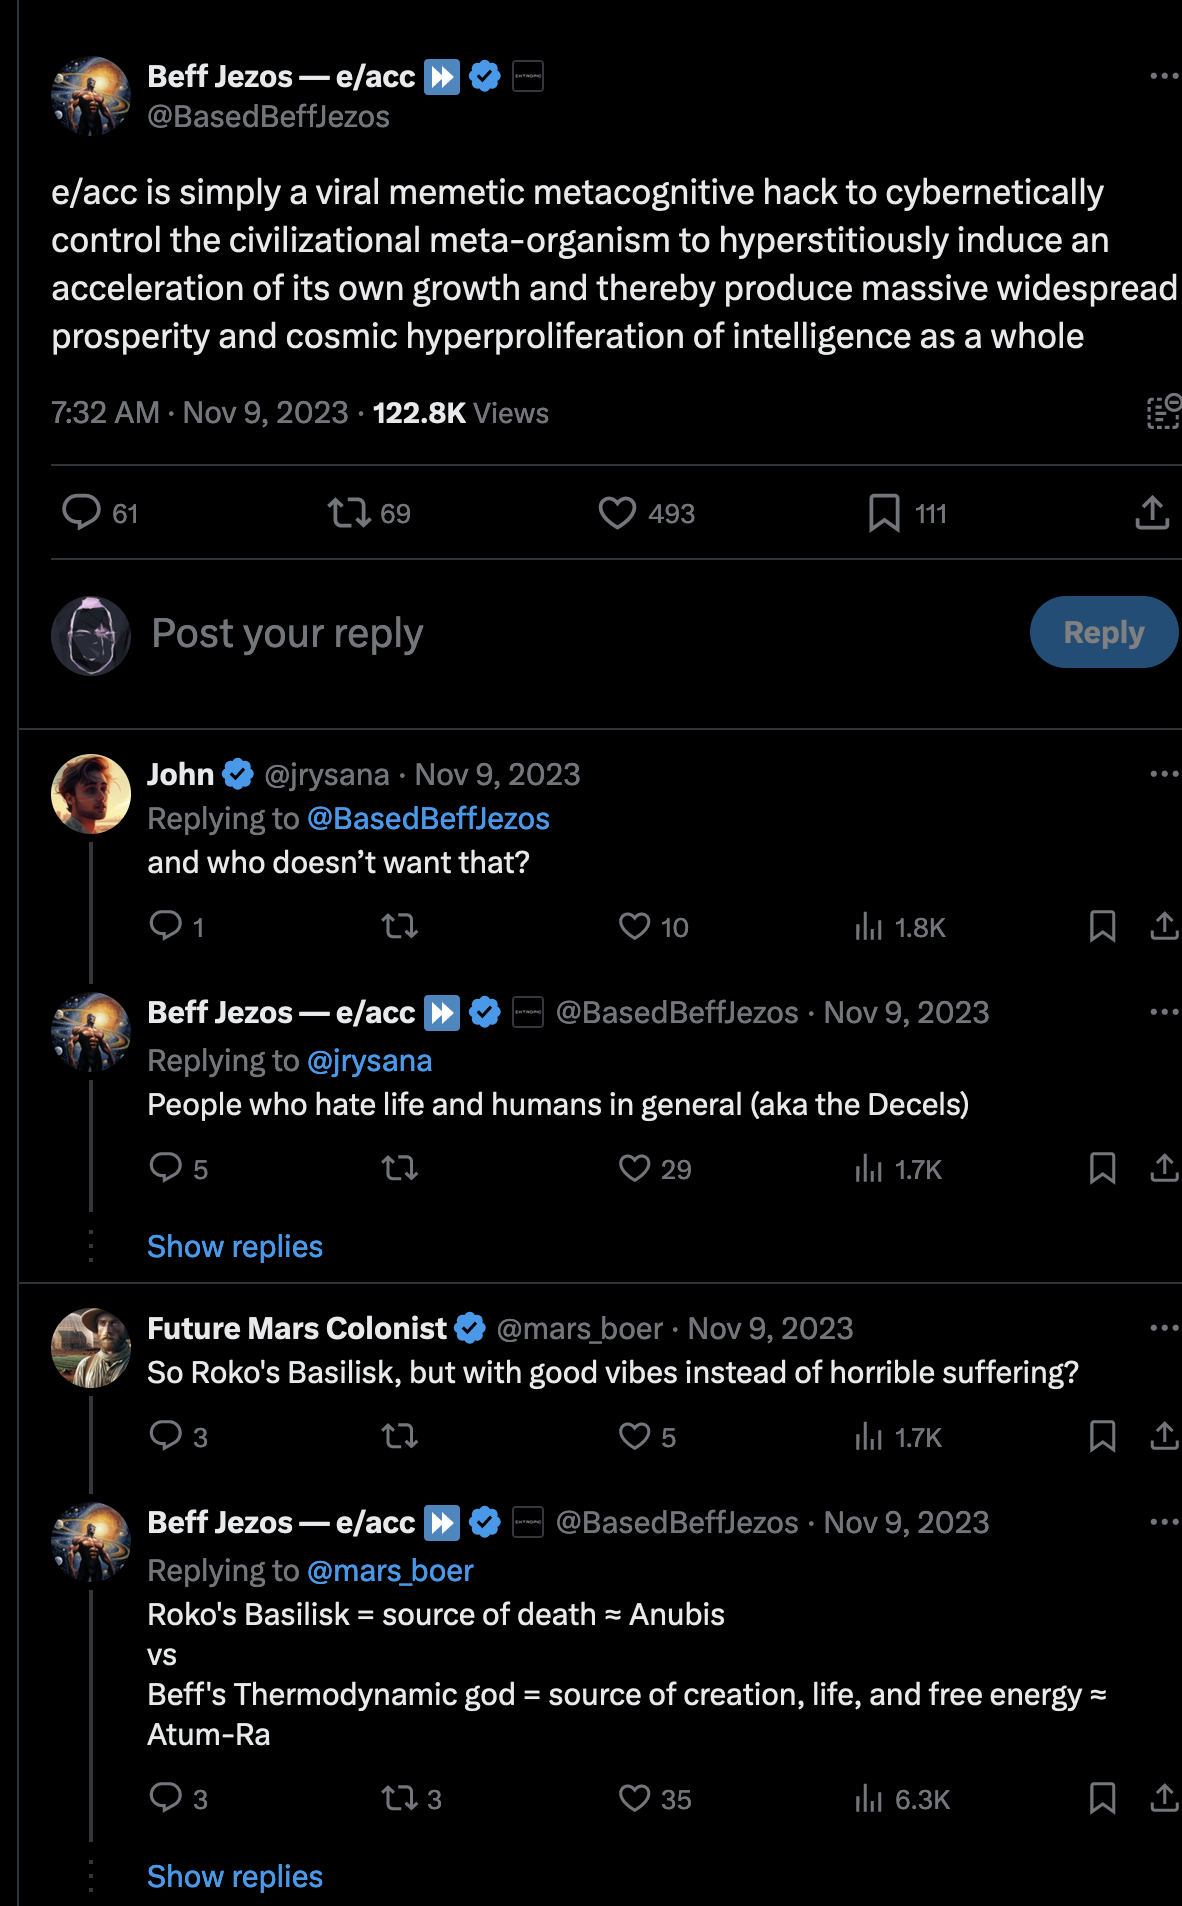 Beff Jezos — e/acc
@BasedBeffJezos
e/acc is simply a viral memetic metacognitive hack to cybernetically
control the civilizational meta-organism to hyperstitiously induce an
acceleration of its own growth and thereby produce massive widespread
prosperity and cosmic hyperproliferation of intelligence as a whole
7:32 AM · Nov 9, 2023 · 122.8K Views
61 69 493 111
Post your reply Reply
John @jrysana · Nov 9, 2023
Replying to @BasedBeffJezos
and who doesn’t want that?
1 10 1.8K
Beff Jezos — e/acc @BasedBeffJezos · Nov 9, 2023
Replying to @jrysana
People who hate life and humans in general (aka the Decels)
5 29 1.7K
Show replies
Future Mars Colonist @mars_boer · Nov 9, 2023
So Roko's Basilisk, but with good vibes instead of horrible suffering?
3 5 1.7K
Beff Jezos — e/acc @BasedBeffJezos · Nov 9, 2023
Replying to @mars_boer
Roko's Basilisk = source of death ≈ Anubis
vs
Beff's Thermodynamic god = source of creation, life, and free energy ≈
Atum-Ra
3 3 35 6.3K
Show replies